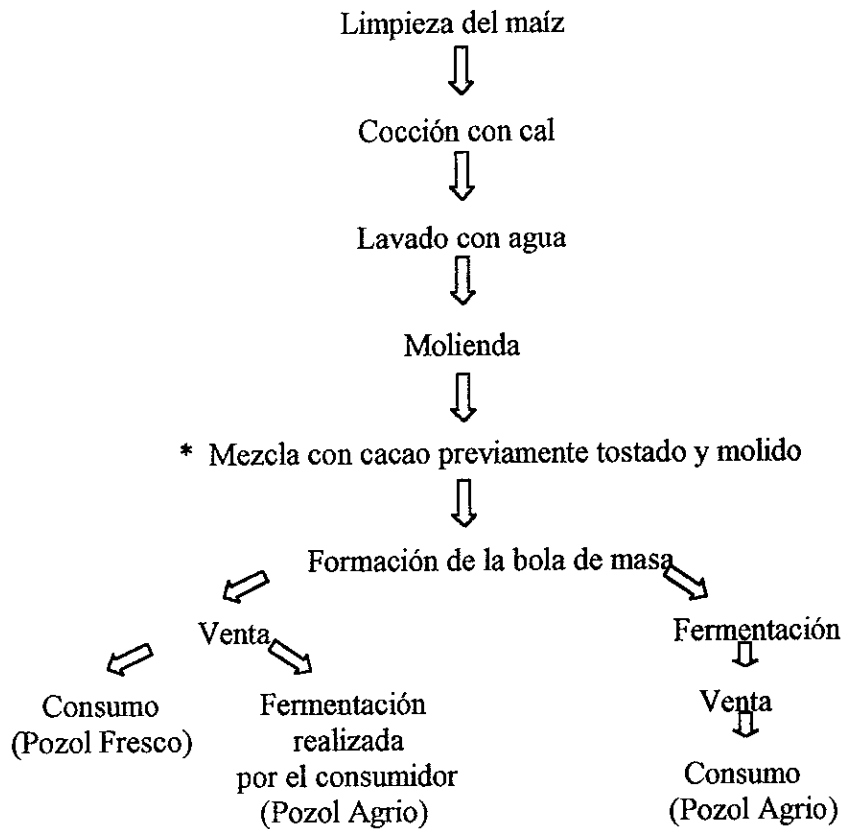 Limpieza del maíz
Cocción con cal
Lavado con agua
Molienda
* Mezcla con cacao previamente tostado y molido
Formación de la bola de masa
Venta
Fermentación
Consumo
(Pozol Fresco)
Fermentación
realizada
por el consumidor
(Pozol Agrio)
Venta
Consumo
(Pozol Agrio)